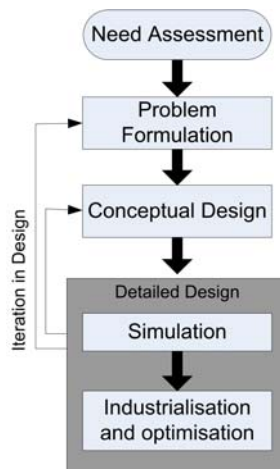 Need Assessment
Problem
Formulation
Conceptual Design
Iteration in Design
Detailed Design
Simulation
Industrialisation
and optimisation